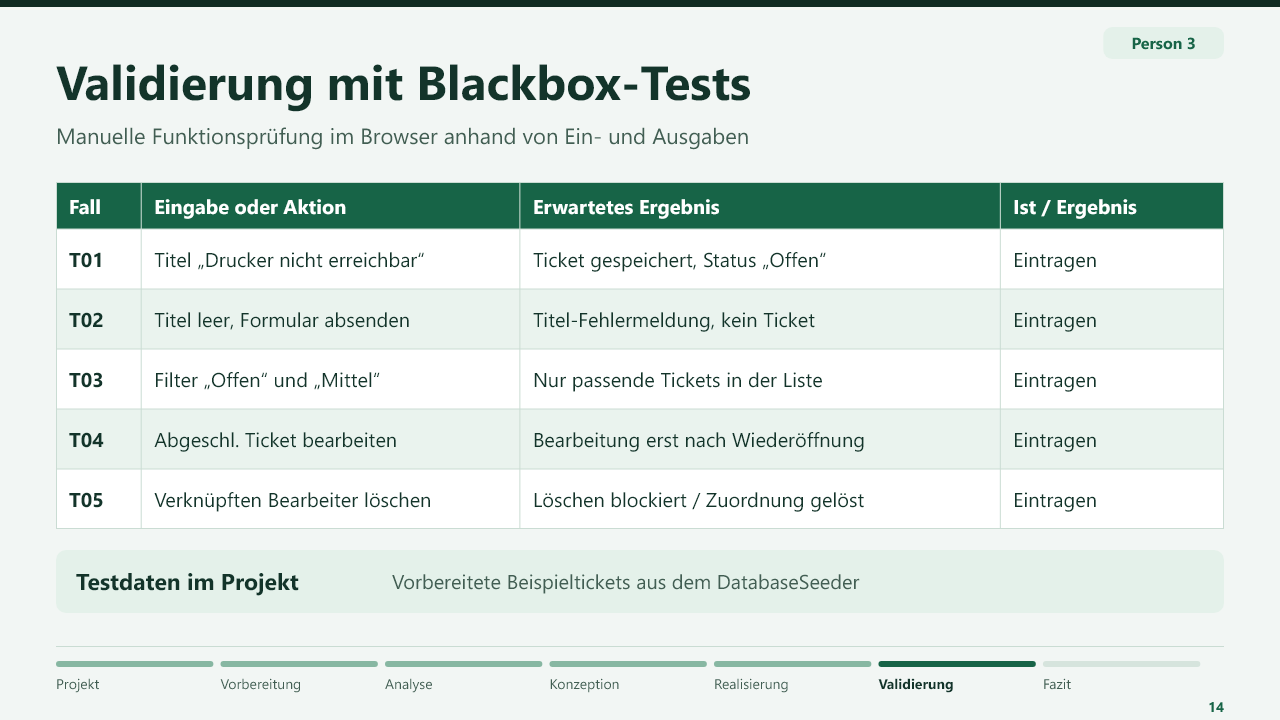 Person 3
Validierung mit Blackbox-Tests
Manuelle Funktionsprüfung im Browser anhand von Ein- und Ausgaben
Fall Eingabe oder Aktion Erwartetes Ergebnis Ist / Ergebnis
T01 Titel „Drucker nicht erreichbar“ Ticket gespeichert, Status „Offen“ Eintragen
T02 Titel leer, Formular absenden Titel-Fehlermeldung, kein Ticket Eintragen
T03 Filter „Offen“ und „Mittel“ Nur passende Tickets in der Liste Eintragen
T04 Abgeschl. Ticket bearbeiten Bearbeitung erst nach Wiederöffnung Eintragen
T05 Verknüpften Bearbeiter löschen Löschen blockiert / Zuordnung gelöst Eintragen
Testdaten im Projekt Vorbereitete Beispieltickets aus dem DatabaseSeeder
Projekt Vorbereitung Analyse Konzeption Realisierung Validierung Fazit
14